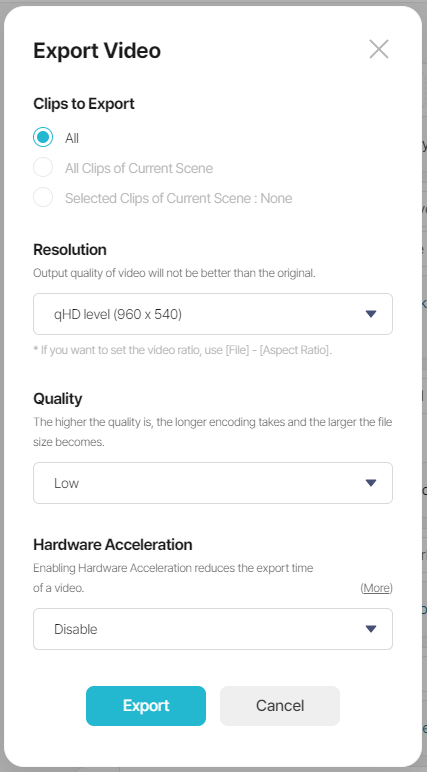 Export Video
Clips to Export
All
All Clips of Current Scene
Selected Clips of Current Scene : None
Resolution
Output quality of video will not be better than the original.
qHD level (960 x 540)
* If you want to set the video ratio, use [File] - [Aspect Ratio].
Quality
The higher the quality is, the longer encoding takes and the larger the file
size becomes.
Low
Hardware Acceleration
Enabling Hardware Acceleration reduces the export time
of a video. (More)
Disable
Export Cancel